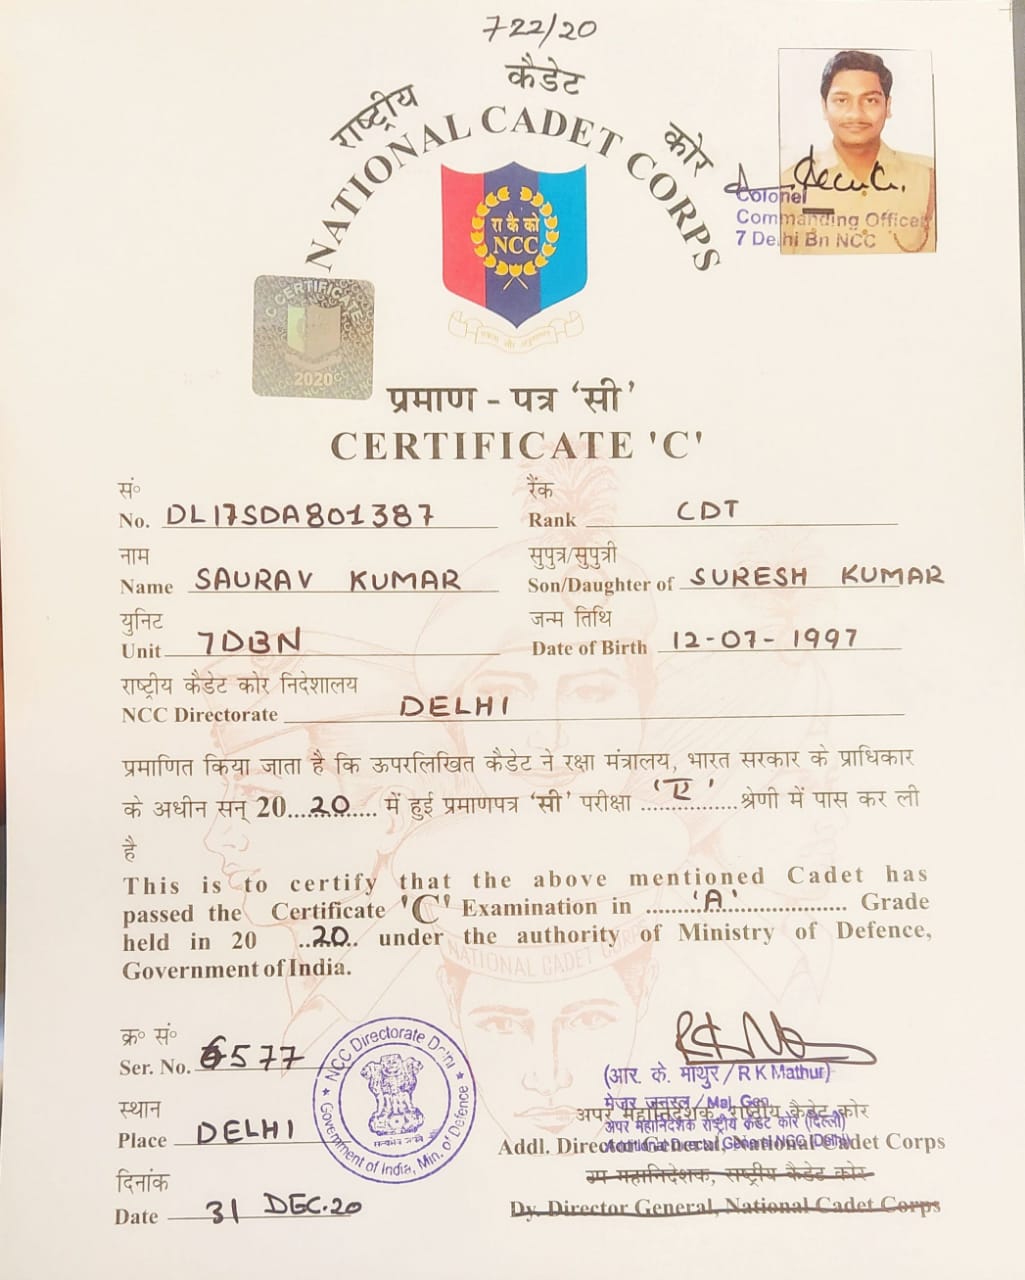 722/20
राष्ट्रीय कैडेट कोर
NATIONAL CADET CORPS
रा कै को
NCC
Colonel
Commanding Officer
7 Delhi Bn NCC
C CERTIFICATE
2020
प्रमाण - पत्र 'सी'
CERTIFICATE 'C'
सं० रैंक
No. DL17SDA801387 Rank CDT
नाम सुपुत्र/सुपुत्री
Name SAURAV KUMAR Son/Daughter of SURESH KUMAR
युनिट जन्म तिथि
Unit 7DBN Date of Birth 12-07-1997
राष्ट्रीय कैडेट कोर निदेशालय
NCC Directorate DELHI
प्रमाणित किया जाता है कि ऊपरलिखित कैडेट ने रक्षा मंत्रालय, भारत सरकार के प्राधिकार
के अधीन सन् 20...20.... में हुई प्रमाणपत्र 'सी' परीक्षा ......'ए'...... श्रेणी में पास कर ली
है
This is to certify that the above mentioned Cadet has
passed the Certificate 'C' Examination in ......'A'...... Grade
held in 20 ..20.. under the authority of Ministry of Defence,
Government of India.
NATIONAL CADET CORPS
क्र० सं०
Ser. No. 6577
स्थान
Place DELHI
दिनांक
Date 31 DEC.20
NCC Directorate Delhi
Government of India, Min. of Defence
(आर. के. माथुर / R K Mathur)
मेजर जनरल / Maj. Gen.
अपर महानिदेशक, राष्ट्रीय कैडेट कोर
अपर महानिदेशक राष्ट्रीय कैडेट कोर (दिल्ली)
Addl. Director General, National Cadet Corps
Additional Director General NCC (Delhi)
उप महानिदेशक, राष्ट्रीय कैडेट कोर
Dy. Director General, National Cadet Corps